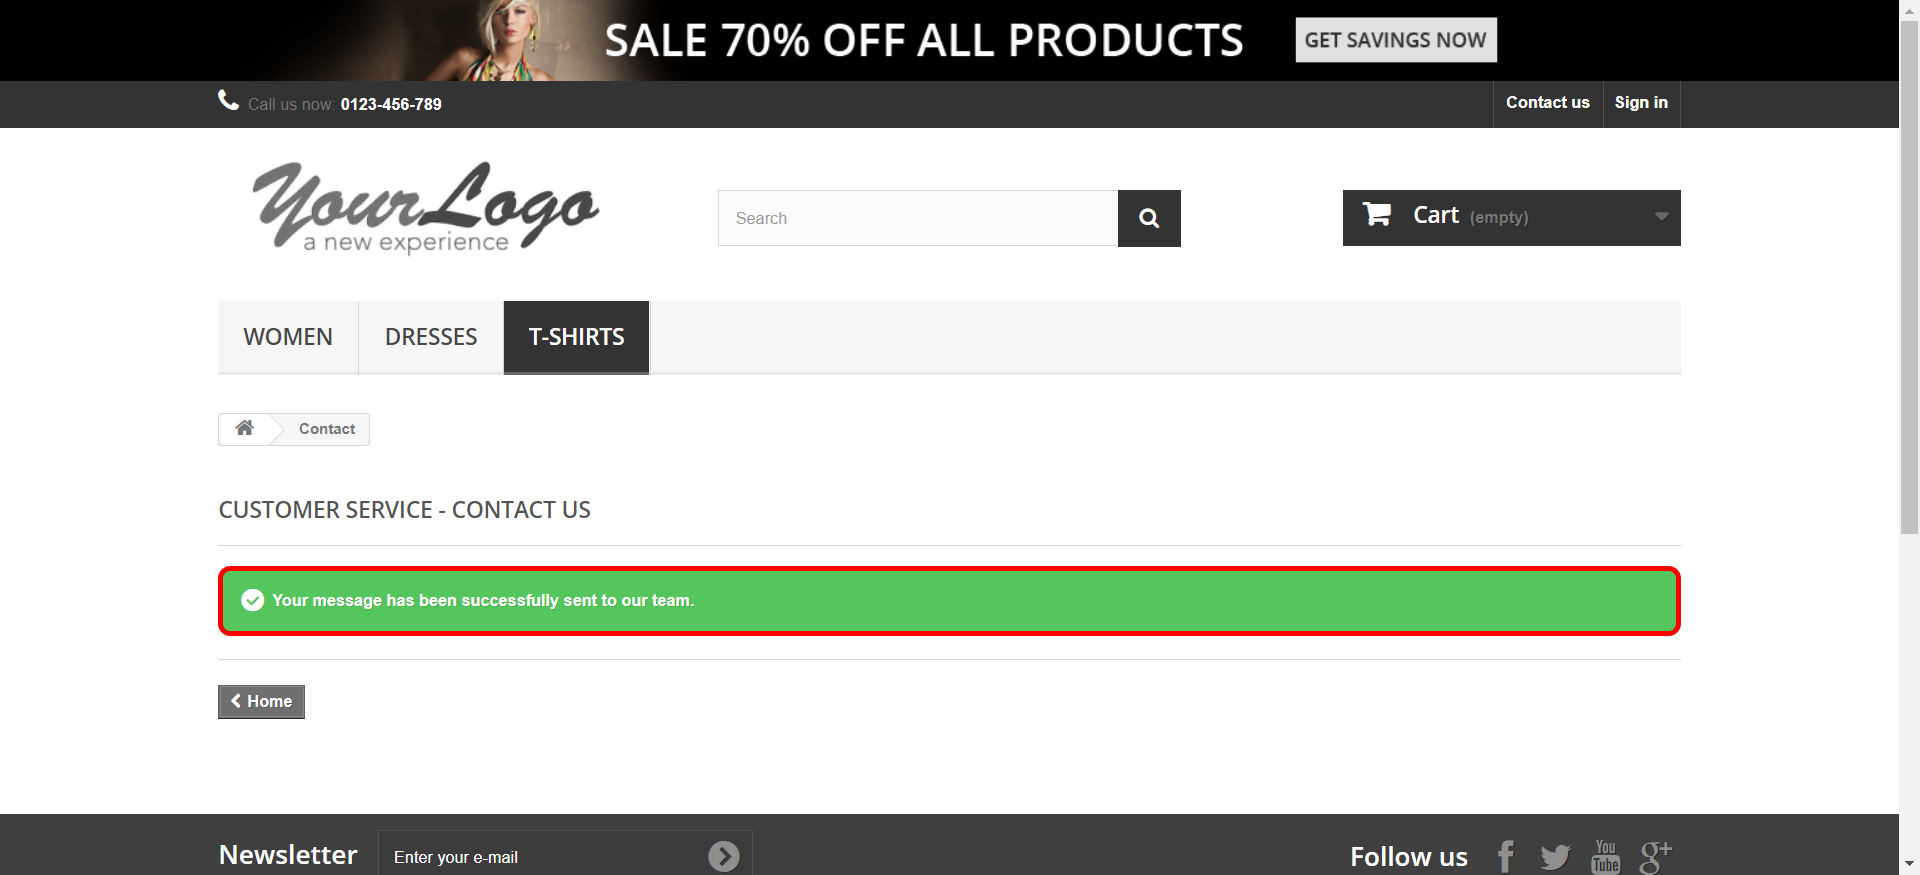 SALE 70% OFF ALL PRODUCTS GET SAVINGS NOW
Call us now: 0123-456-789 Contact us Sign in
YourLogo
a new experience
Search
Cart (empty)
WOMEN DRESSES T-SHIRTS
Contact
CUSTOMER SERVICE - CONTACT US
Your message has been successfully sent to our team.
Home
Newsletter Enter your e-mail Follow us f You Tube g+